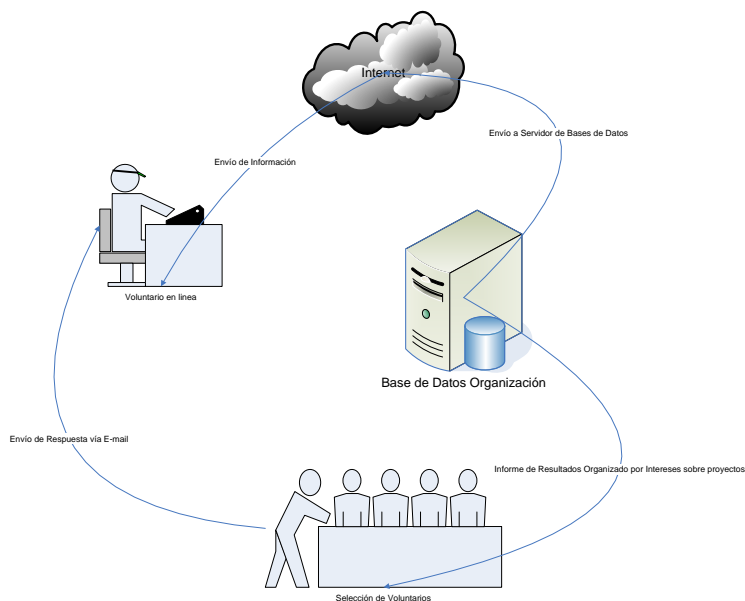 Internet
Envío a Servidor de Bases de Datos
Envío de Información
Voluntario en línea
Base de Datos Organización
Envío de Respuesta vía E-mail
Informe de Resultados Organizado por Intereses sobre proyectos
Selección de Voluntarios